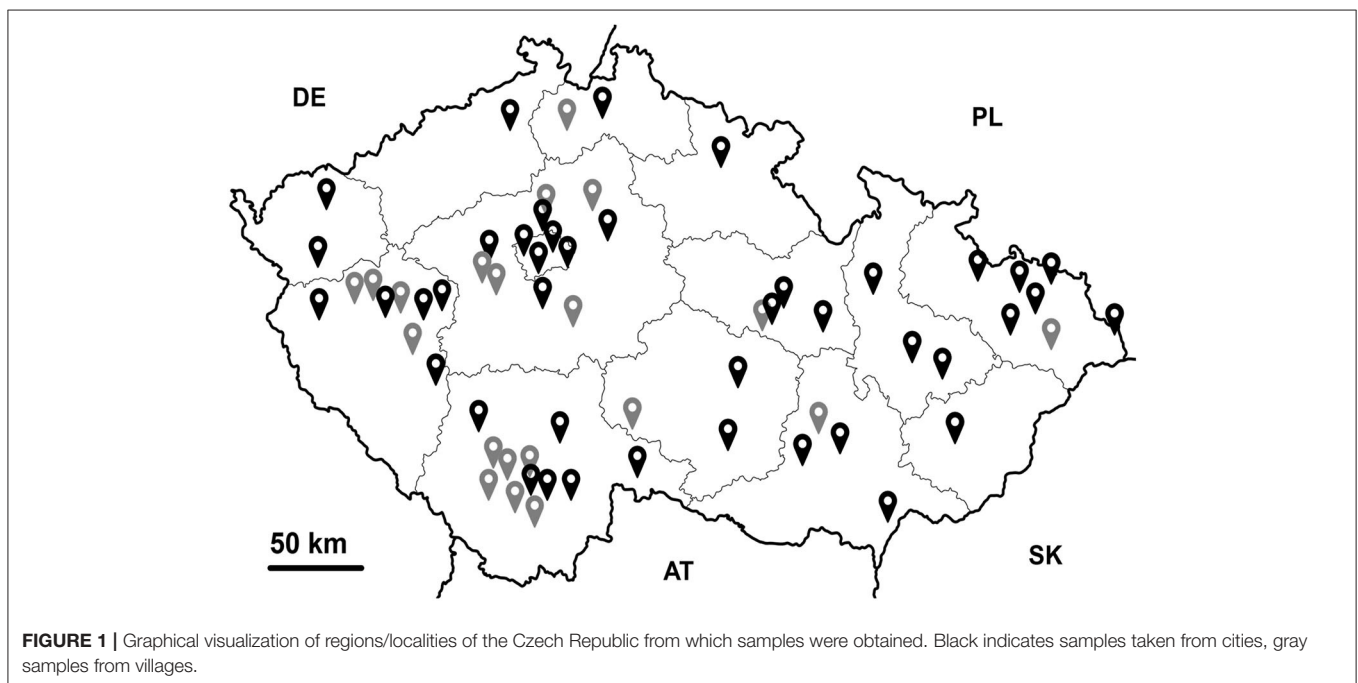 DE
PL
50 km
AT
SK
FIGURE 1 | Graphical visualization of regions/localities of the Czech Republic from which samples were obtained. Black indicates samples taken from cities, gray
samples from villages.